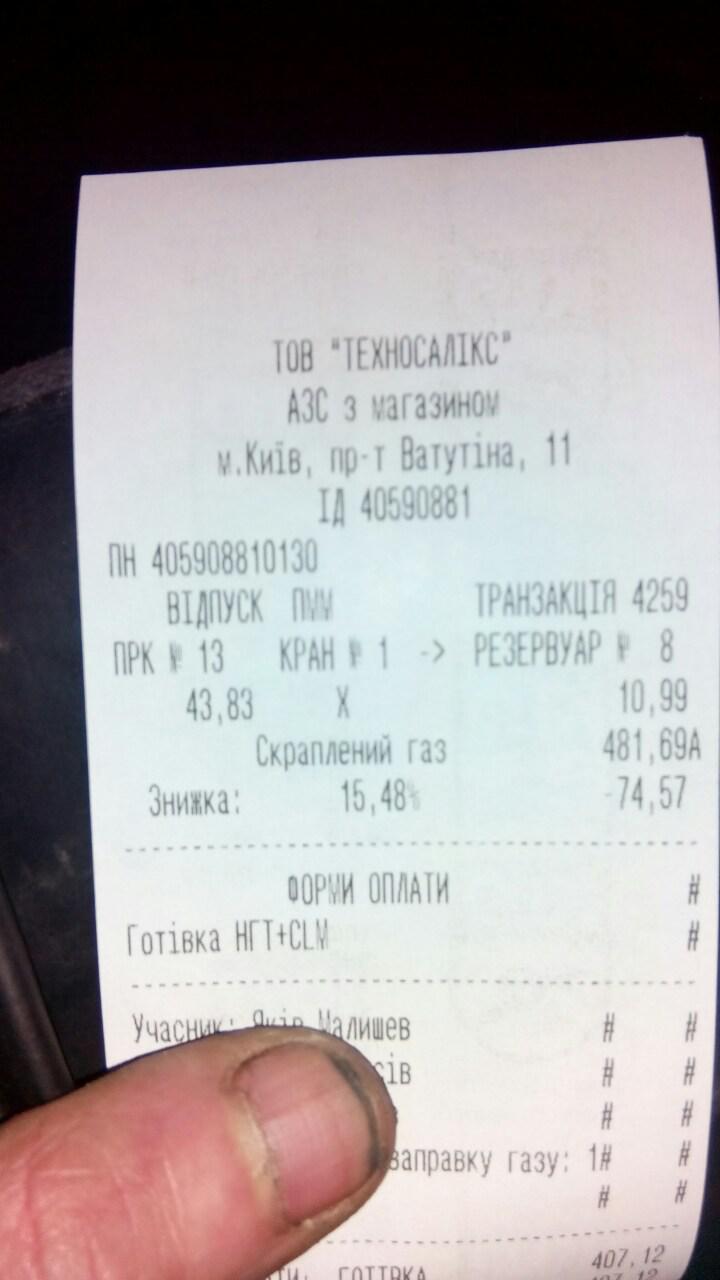 ТОВ "ТЕХНОСАЛІКС"
АЗС з магазином
м.Київ, пр-т Ватутіна, 11
ІД 40590881
ПН 405908810130
ВІДПУСК ПММ ТРАНЗАКЦІЯ 4259
ПРК № 13 КРАН № 1 -> РЕЗЕРВУАР № 8
43,83 X 10,99
Скраплений газ 481,69А
Знижка: 15,48% -74,57
ФОРМИ ОПЛАТИ #
Готівка НГТ+CLM #
Учасник: Яків Малишев # #
# #
# #
заправку газу: 1# #
# #
ГОТІВКА 407,12